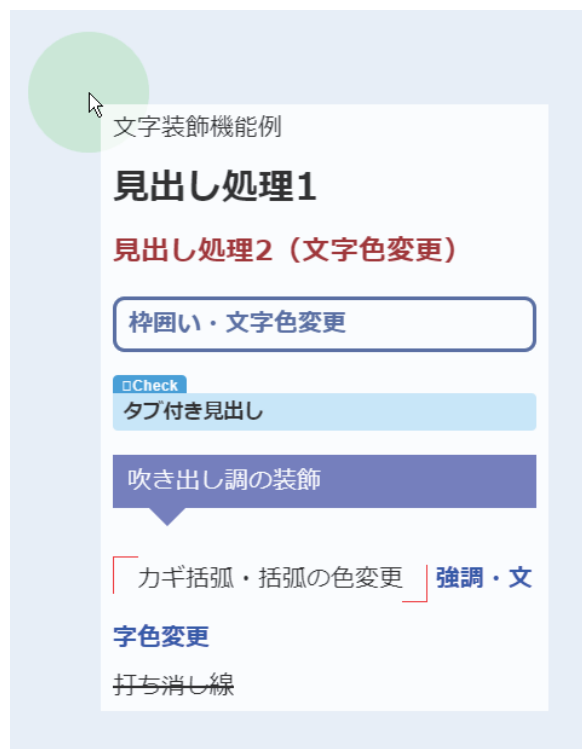 文字装飾機能例
見出し処理1
見出し処理2（文字色変更）
枠囲い・文字色変更
Check
タブ付き見出し
吹き出し調の装飾
カギ括弧・括弧の色変更 強調・文
字色変更
打ち消し線